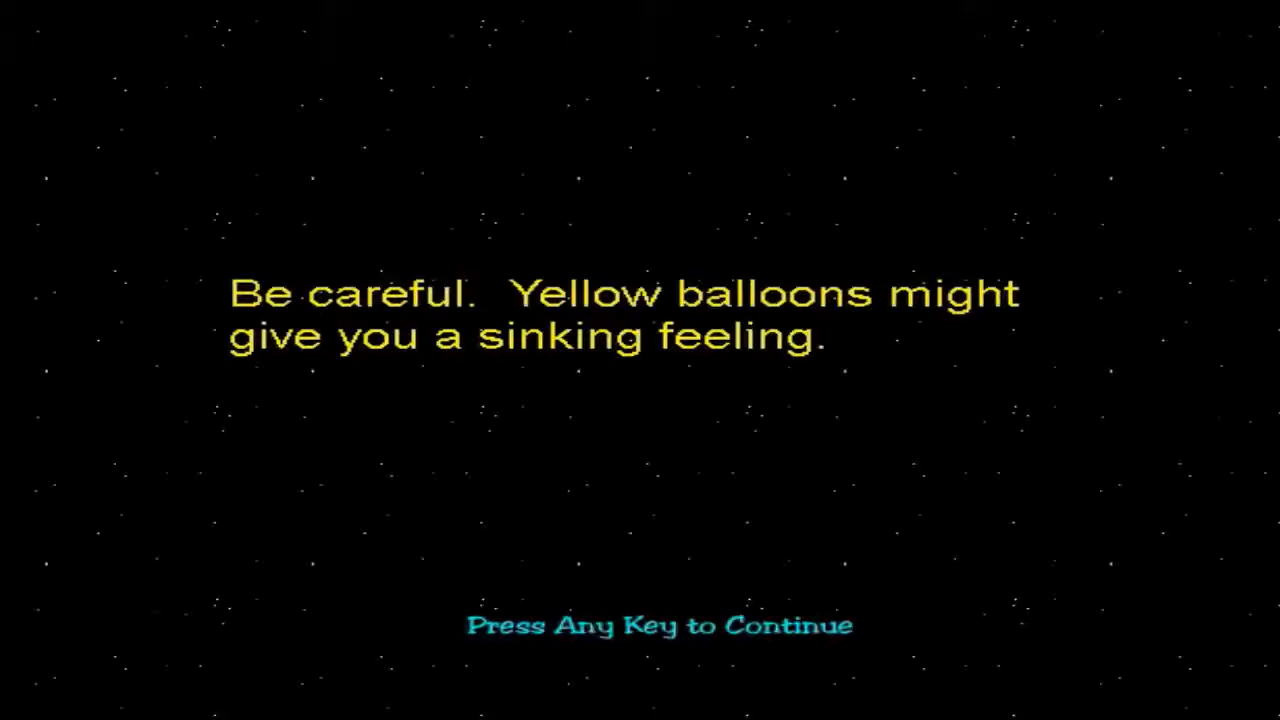 Be careful.  Yellow balloons might
give you a sinking feeling.
Press Any Key to Continue